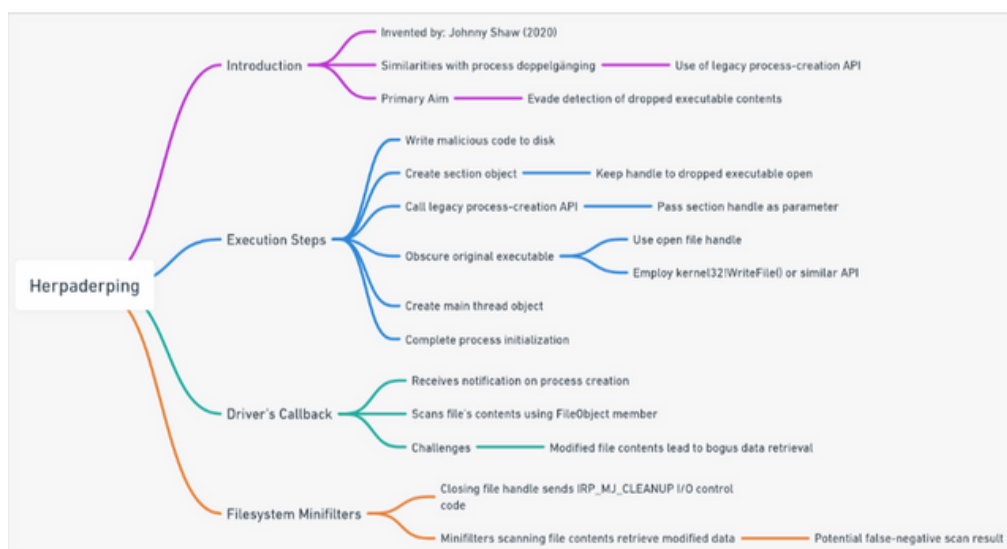 Herpaderping
Introduction
Invented by: Johnny Shaw (2020)
Similarities with process doppelgänging
Use of legacy process-creation API
Primary Aim
Evade detection of dropped executable contents
Execution Steps
Write malicious code to disk
Create section object
Keep handle to dropped executable open
Call legacy process-creation API
Pass section handle as parameter
Obscure original executable
Use open file handle
Employ kernel32!WriteFile() or similar API
Create main thread object
Complete process initialization
Driver's Callback
Receives notification on process creation
Scans file's contents using FileObject member
Challenges
Modified file contents lead to bogus data retrieval
Filesystem Minifilters
Closing file handle sends IRP_MJ_CLEANUP I/O control
code
Minifilters scanning file contents retrieve modified data
Potential false-negative scan result